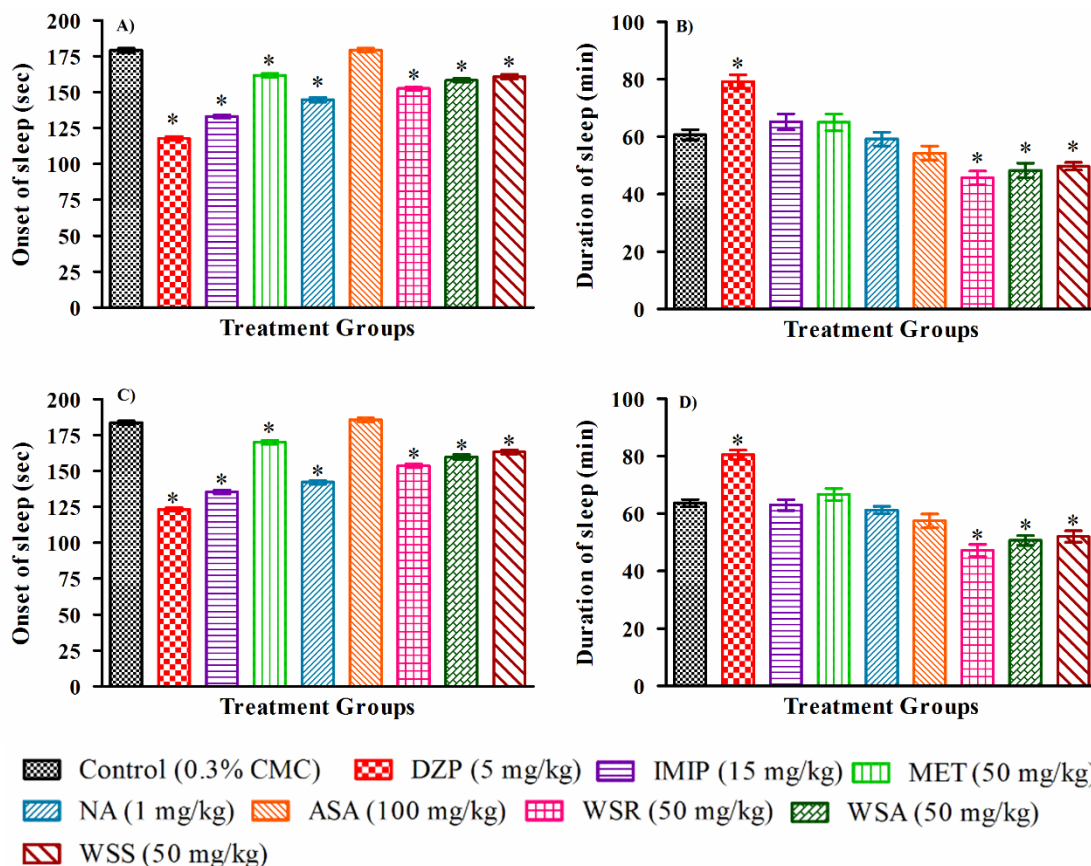 A)
Onset of sleep (sec)
200
175
150
125
100
75
50
25
0
* * * * * * *
Treatment Groups
B)
Duration of sleep (min)
100
80
60
40
20
0
* * * *
Treatment Groups
C)
Onset of sleep (sec)
200
175
150
125
100
75
50
25
0
* * * * * * *
Treatment Groups
D)
Duration of sleep (min)
100
80
60
40
20
0
* * * *
Treatment Groups
Control (0.3% CMC) DZP (5 mg/kg) IMIP (15 mg/kg) MET (50 mg/kg)
NA (1 mg/kg) ASA (100 mg/kg) WSR (50 mg/kg) WSA (50 mg/kg)
WSS (50 mg/kg)